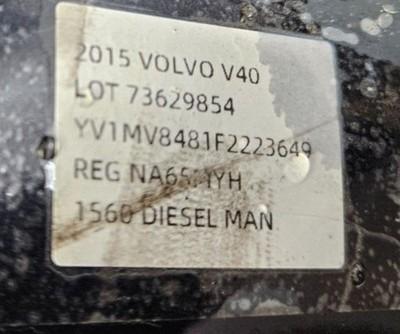 2015 VOLVO V40
LOT 73629854
YV1MV8481F2223649
REG
1560 DIESEL MAN